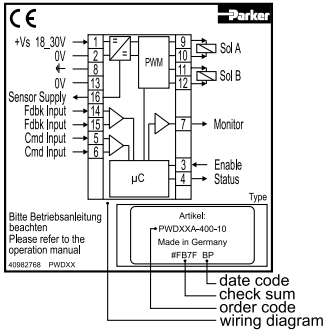 CE
Parker
+Vs 18_30V 1 9 Sol A
0V 2 10
8 11 Sol B
0V 13 12
Sensor Supply 16
PWM
Fdbk Input 14
Fdbk Input 15 7 Monitor
Cmd Input 5
Cmd Input 6
3 Enable
µC 4 Status
Type
Bitte Betriebsanleitung
beachten
Please refer to the
operation manual
40982768 PWDXX
Artikel:
PWDXXA-400-10
Made in Germany
#FB7F BP
date code
check sum
order code
wiring diagram